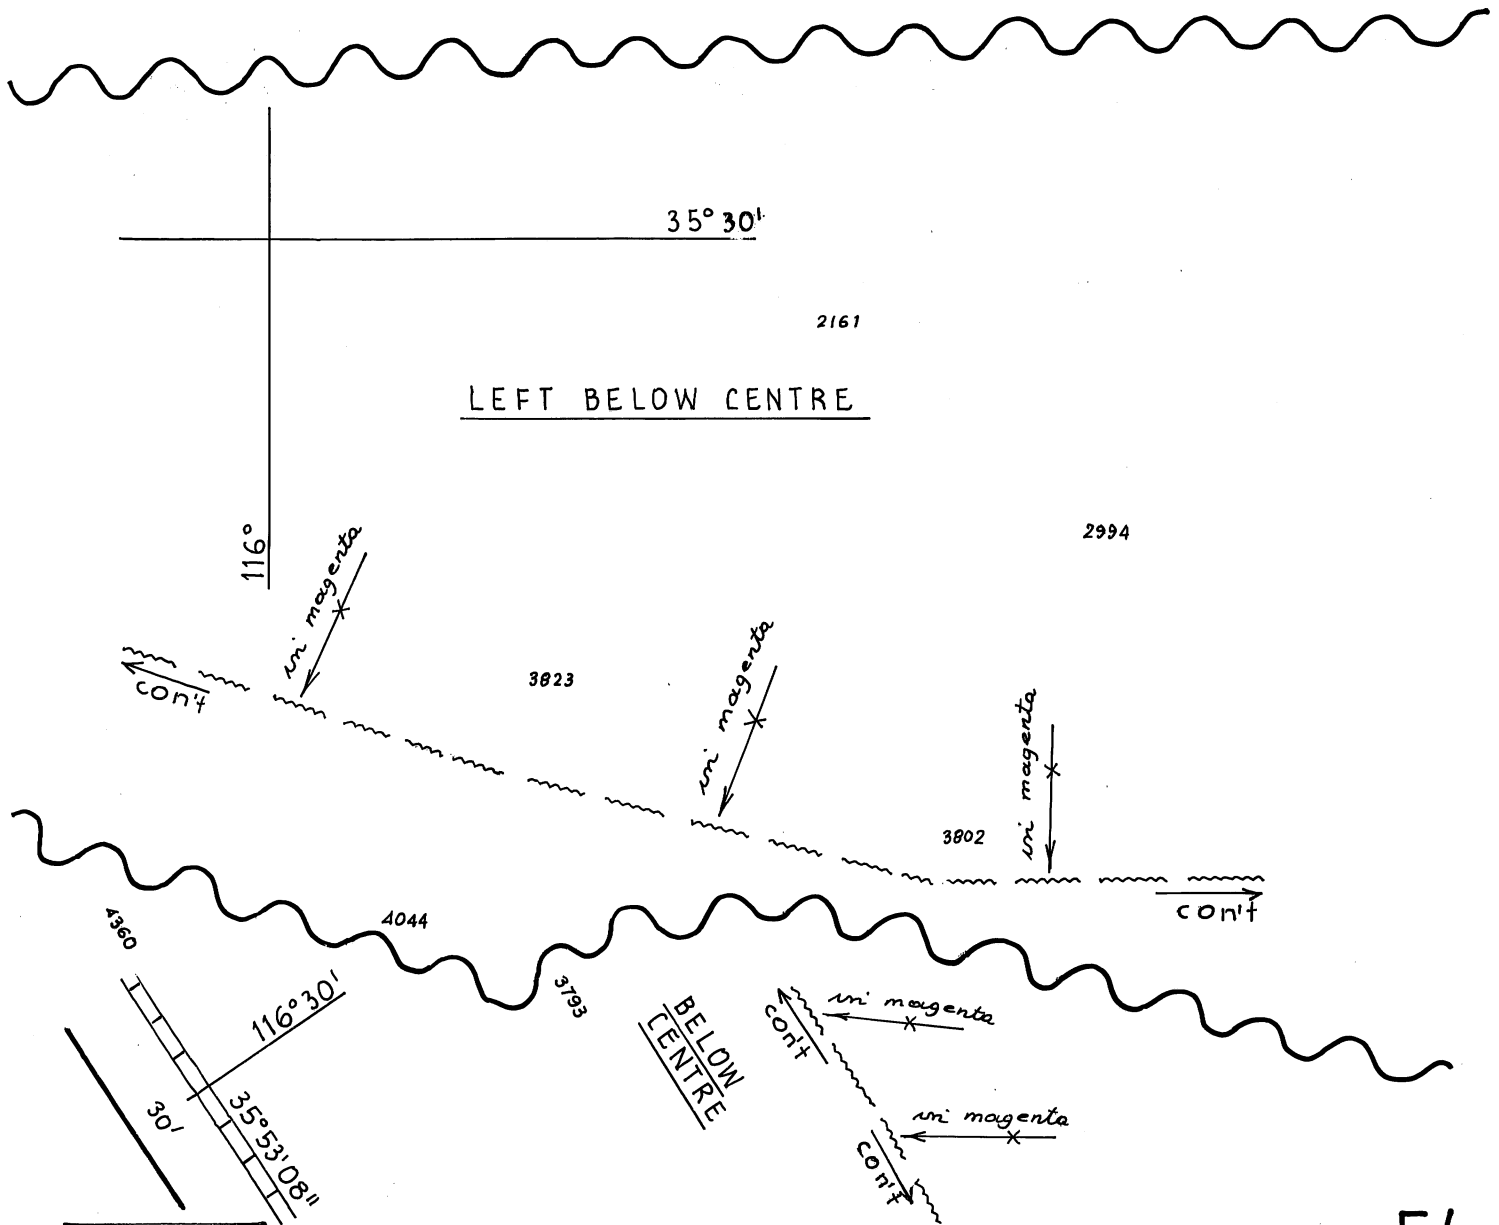 35° 30'
2161
LEFT BELOW CENTRE
116°
2994
in magenta
in magenta
in magenta
con't
3823
3802
con't
4360
4044
3793
116° 30'
BELOW
CENTRE
con't
in magenta
30'
35° 53' 08"
in magenta
con't